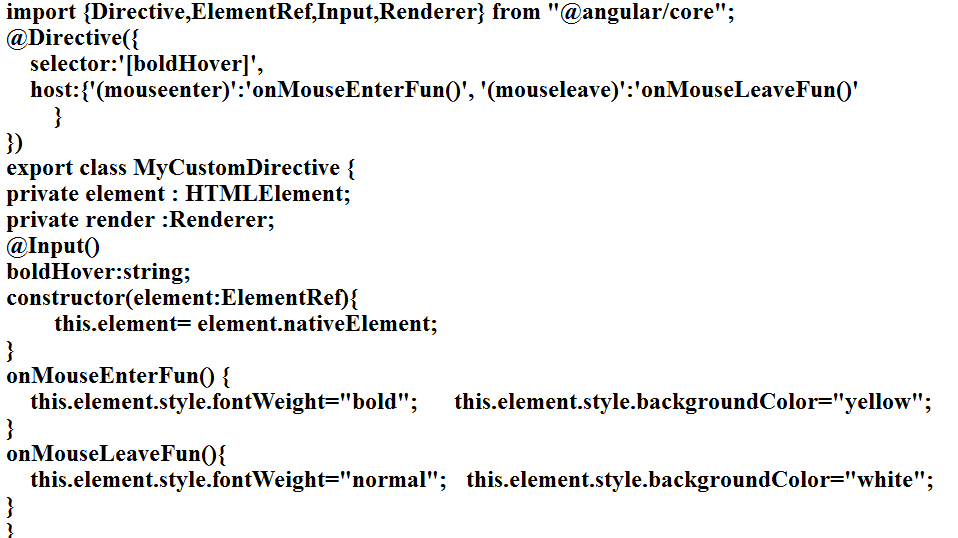 import {Directive,ElementRef,Input,Renderer} from "@angular/core";
@Directive({
selector:'[boldHover]',
host:{'(mouseenter)':'onMouseEnterFun()', '(mouseleave)':'onMouseLeaveFun()'
}
})
export class MyCustomDirective {
private element : HTMLElement;
private render :Renderer;
@Input()
boldHover:string;
constructor(element:ElementRef){
this.element= element.nativeElement;
}
onMouseEnterFun() {
this.element.style.fontWeight="bold"; this.element.style.backgroundColor="yellow";
}
onMouseLeaveFun(){
this.element.style.fontWeight="normal"; this.element.style.backgroundColor="white";
}
}